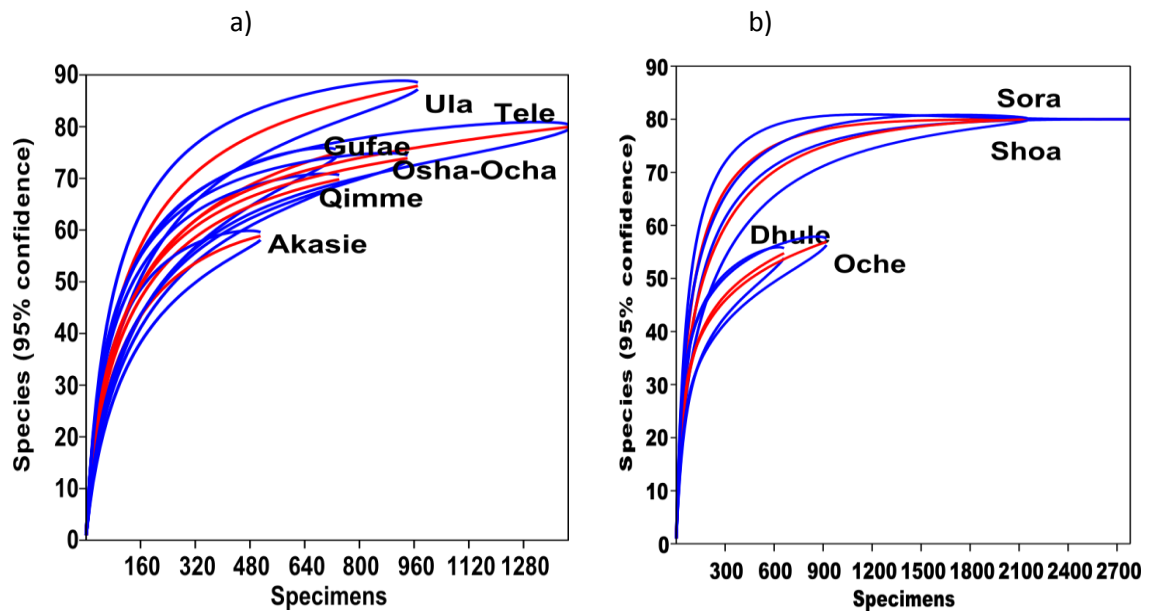 a)
b)
90
80
70
60
50
40
30
20
10
0
Species (95% confidence)
Ula
Tele
Gufae
Osha-Ocha
Qimme
Akasie
160 320 480 640 800 960 1120 1280
Specimens
90
80
70
60
50
40
30
20
10
0
Species (95% confidence)
Sora
Shoa
Dhule
Oche
300 600 900 1200 1500 1800 2100 2400 2700
Specimens